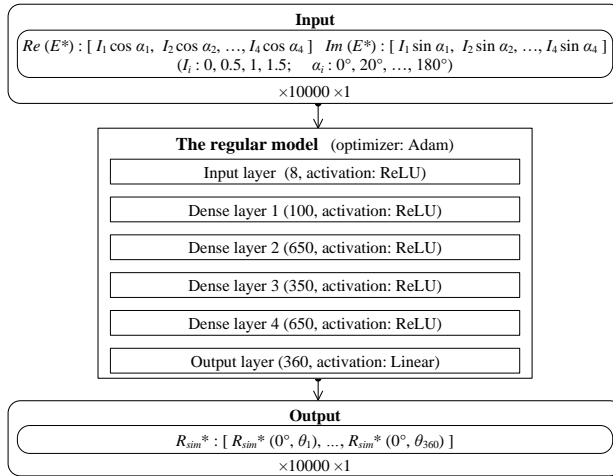 Input
Re (E*) : [ I1 cos α1, I2 cos α2, …, I4 cos α4 ] Im (E*) : [ I1 sin α1, I2 sin α2, …, I4 sin α4 ]
(Ii : 0, 0.5, 1, 1.5; αi : 0°, 20°, …, 180°)
×10000 ×1
The regular model (optimizer: Adam)
Input layer (8, activation: ReLU)
Dense layer 1 (100, activation: ReLU)
Dense layer 2 (650, activation: ReLU)
Dense layer 3 (350, activation: ReLU)
Dense layer 4 (650, activation: ReLU)
Output layer (360, activation: Linear)
Output
Rsim* : [ Rsim* (0°, θ1), …, Rsim* (0°, θ360) ]
×10000 ×1